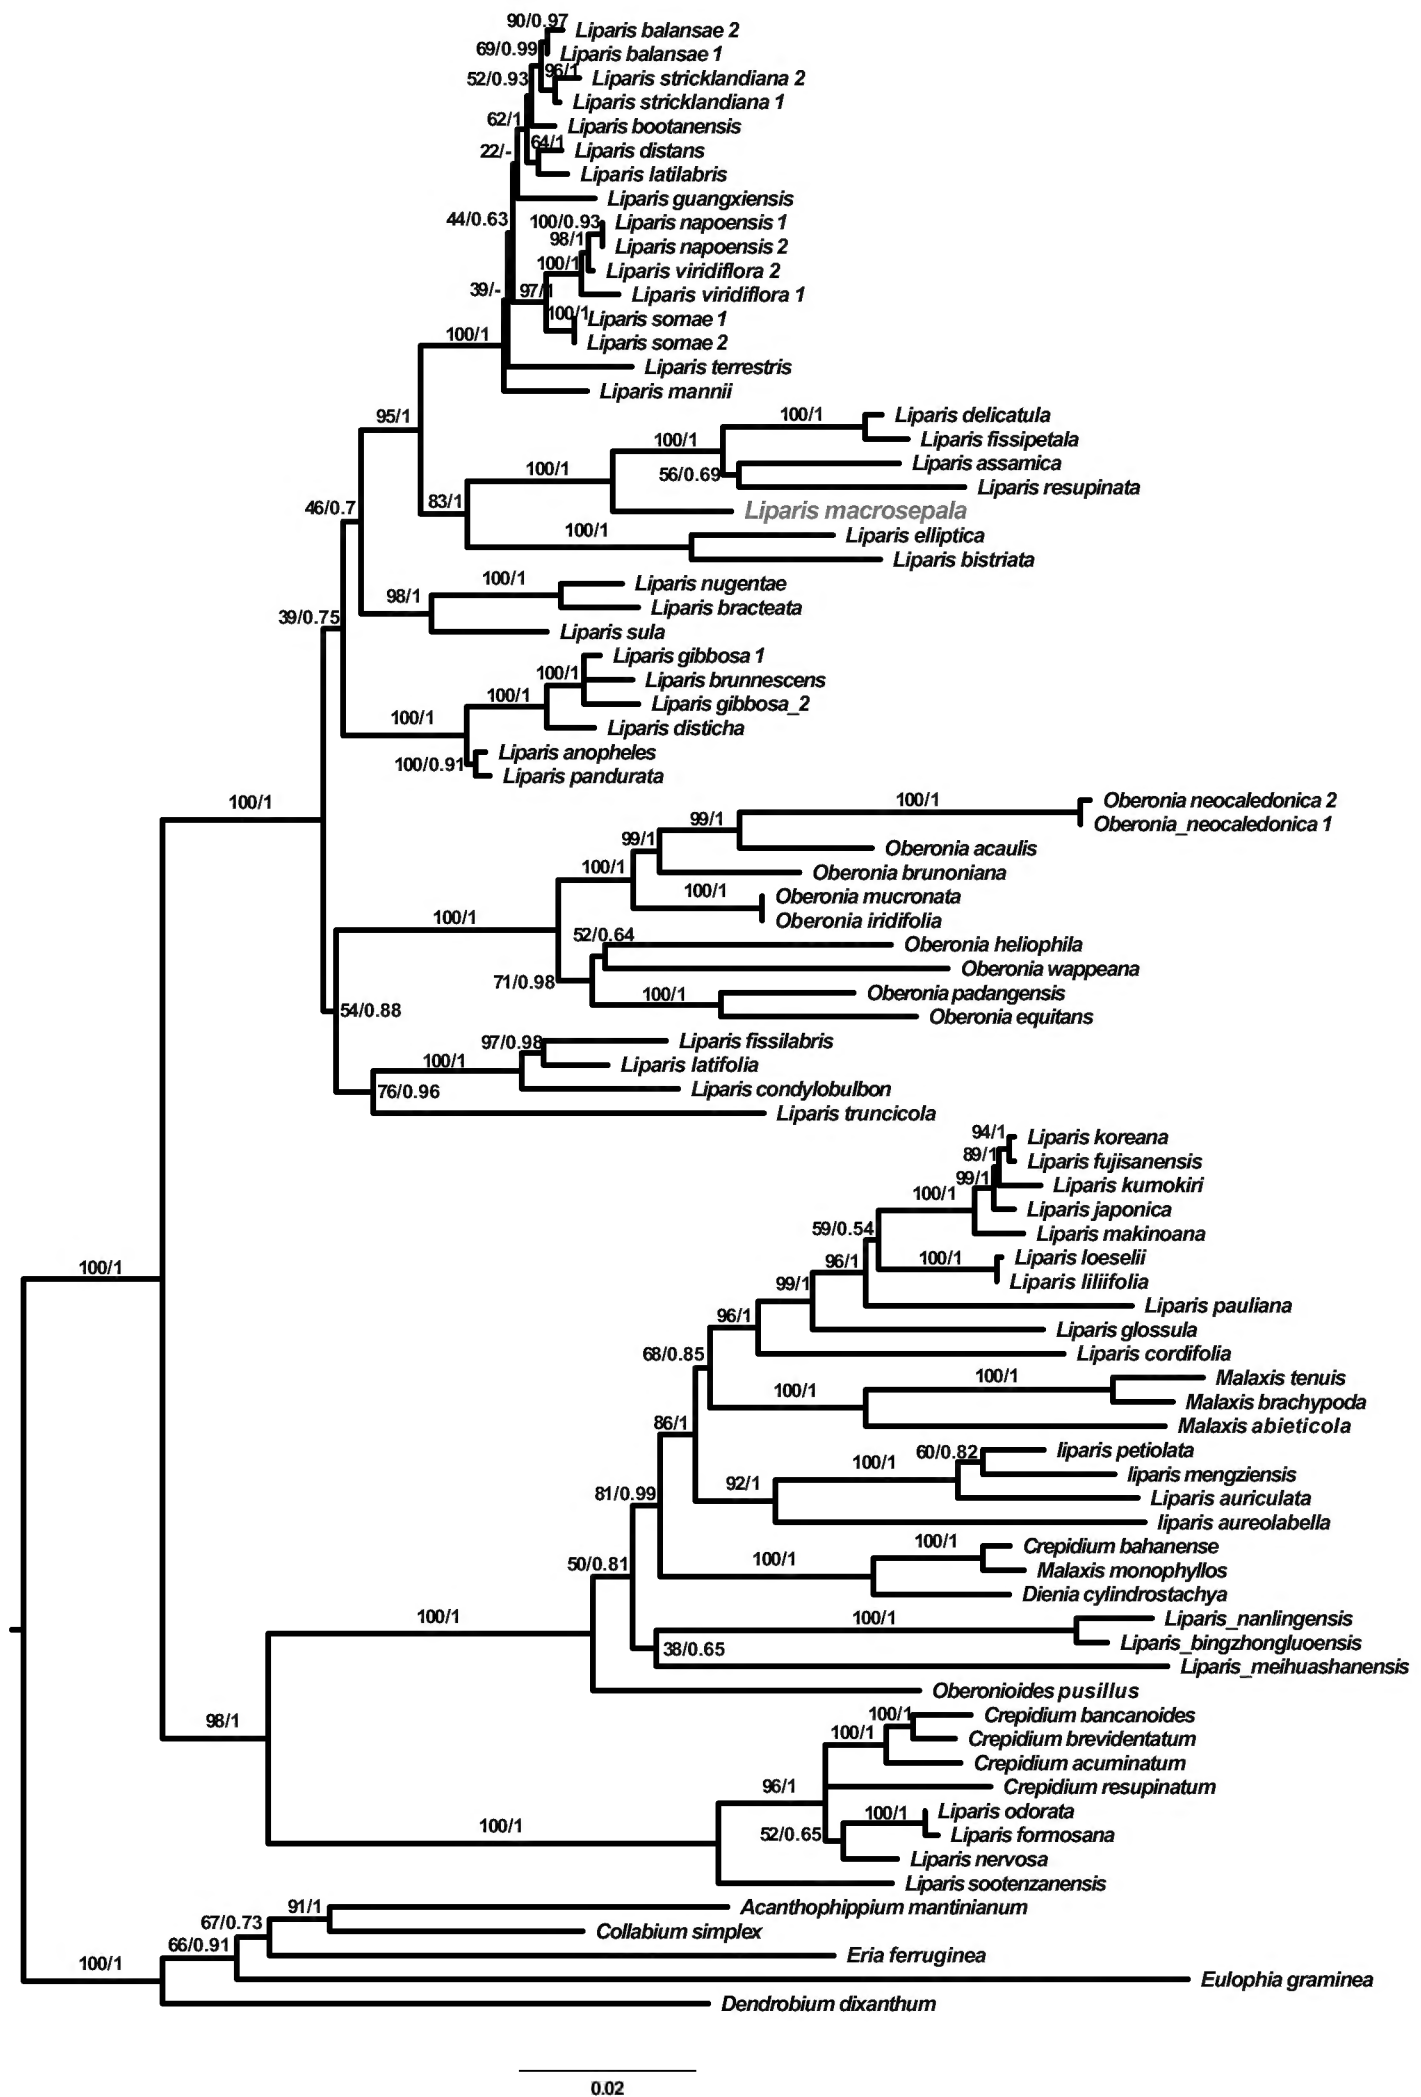 90/0.97
Liparis balansae 2
69/0.99
Liparis balansae 1
96/1
52/0.93
Liparis stricklandiana 2
Liparis stricklandiana 1
62/1
Liparis bootanensis
64/1
22/-
Liparis distans
Liparis latilabris
Liparis guangxiensis
44/0.63
100/0.93
Liparis napoensis 1
98/1
Liparis napoensis 2
100/1
Liparis viridiflora 2
39/-
97/1
Liparis viridiflora 1
100/1
Liparis somae 1
100/1
Liparis somae 2
Liparis terrestris
Liparis mannii
95/1
100/1
Liparis delicatula
100/1
Liparis fissipetala
100/1
56/0.69
Liparis assamica
Liparis resupinata
46/0.7
83/1
Liparis macrosepala
100/1
Liparis elliptica
Liparis bistriata
100/1
Liparis nugentae
98/1
Liparis bracteata
39/0.75
Liparis sula
Liparis gibbosa 1
100/1
Liparis brunnescens
100/1
Liparis gibbosa_2
100/1
Liparis disticha
Liparis anopheles
100/0.91
Liparis pandurata
100/1
100/1
Oberonia neocaledonica 2
99/1
Oberonia_neocaledonica 1
99/1
Oberonia acaulis
100/1
Oberonia brunoniana
100/1
Oberonia mucronata
100/1
Oberonia iridifolia
52/0.64
Oberonia heliophila
Oberonia wappeana
71/0.98
100/1
Oberonia padangensis
54/0.88
Oberonia equitans
97/0.98
Liparis fissilabris
100/1
Liparis latifolia
76/0.96
Liparis condylobulbon
Liparis truncicola
94/1
Liparis koreana
89/1
Liparis fujisanensis
99/1
Liparis kumokiri
100/1
Liparis japonica
59/0.54
Liparis makinoana
96/1
100/1
Liparis loeselii
100/1
99/1
Liparis liliifolia
Liparis pauliana
96/1
Liparis glossula
68/0.85
Liparis cordifolia
100/1
Malaxis tenuis
100/1
Malaxis brachypoda
86/1
Malaxis abieticola
60/0.82
liparis petiolata
100/1
liparis mengziensis
92/1
81/0.99
Liparis auriculata
liparis aureolabella
100/1
Crepidium bahanense
50/0.81
100/1
Malaxis monophyllos
Dienia cylindrostachya
100/1
100/1
Liparis_nanlingensis
38/0.65
Liparis_bingzhongluoensis
Liparis_meihuashanensis
Oberonioides pusillus
98/1
100/1
Crepidium bancanoides
100/1
Crepidium brevidentatum
Crepidium acuminatum
96/1
Crepidium resupinatum
100/1
Liparis odorata
100/1
52/0.65
Liparis formosana
Liparis nervosa
Liparis sootenzanensis
91/1
Acanthophippium mantinianum
67/0.73
Collabium simplex
66/0.91
Eria ferruginea
100/1
Eulophia graminea
Dendrobium dixanthum
0.02